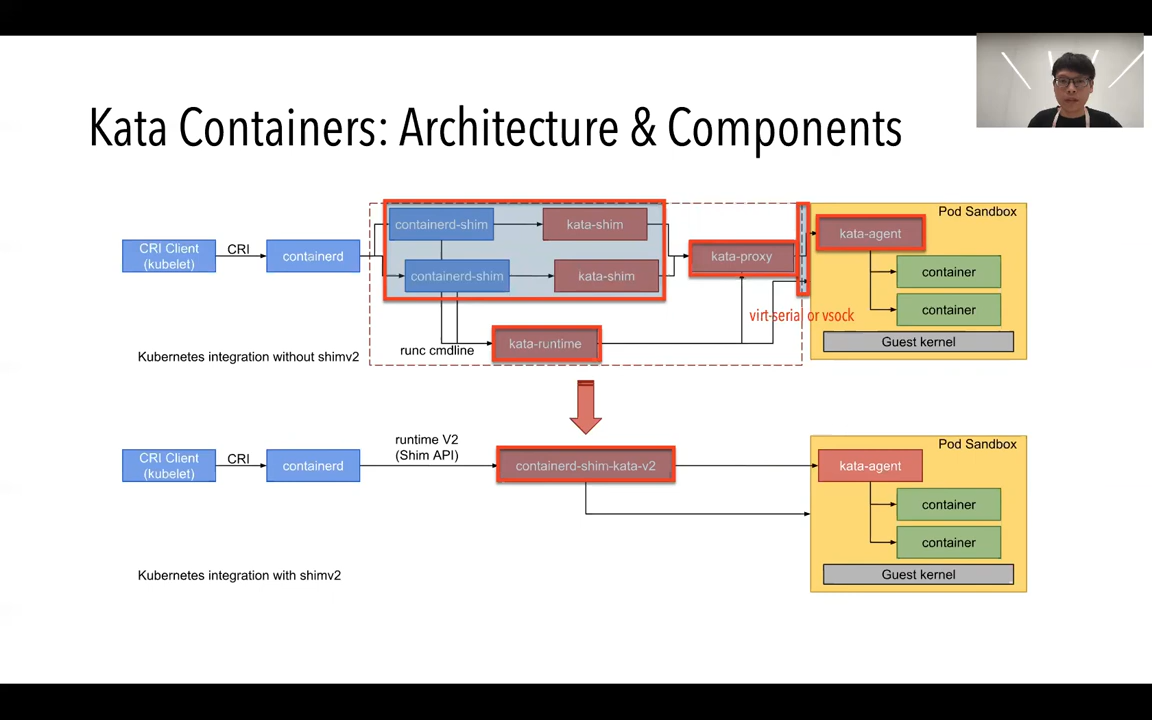 Kata Containers: Architecture & Components
Pod Sandbox
containerd-shim
kata-shim
kata-agent
CRI Client
(kubelet)
CRI
containerd
kata-proxy
containerd-shim
kata-shim
container
container
virt-serial or vsock
Guest kernel
kata-runtime
runc cmdline
Kubernetes integration without shimv2
runtime V2
(Shim API)
Pod Sandbox
CRI Client
(kubelet)
CRI
containerd
containerd-shim-kata-v2
kata-agent
container
container
Guest kernel
Kubernetes integration with shimv2